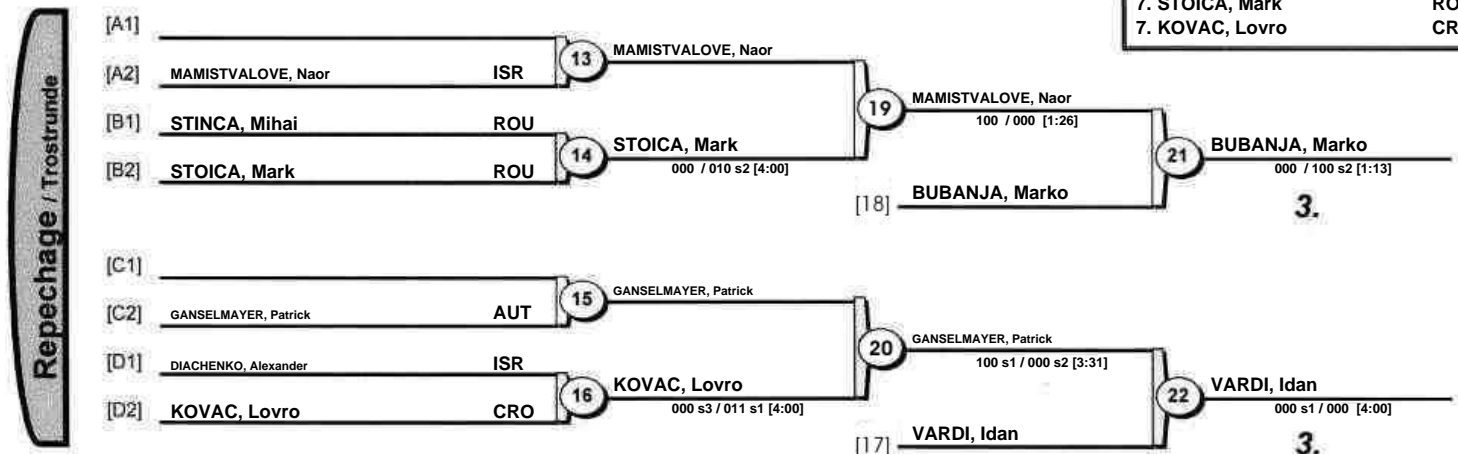 7. STOICA, Mark RO
7. KOVAC, Lovro CR
Repechage / Trostrunde
[A1]
[A2] MAMISTVALOVE, Naor ISR
13 MAMISTVALOVE, Naor
[B1] STINCA, Mihai ROU
[B2] STOICA, Mark ROU
14 STOICA, Mark
000 / 010 s2 [4:00]
19 MAMISTVALOVE, Naor
100 / 000 [1:26]
[18] BUBANJA, Marko
21 BUBANJA, Marko
000 / 100 s2 [1:13]
3.
[C1]
[C2] GANSELMAYER, Patrick AUT
15 GANSELMAYER, Patrick
[D1] DIACHENKO, Alexander ISR
[D2] KOVAC, Lovro CRO
16 KOVAC, Lovro
000 s3 / 011 s1 [4:00]
20 GANSELMAYER, Patrick
100 s1 / 000 s2 [3:31]
[17] VARDI, Idan
22 VARDI, Idan
000 s1 / 000 [4:00]
3.